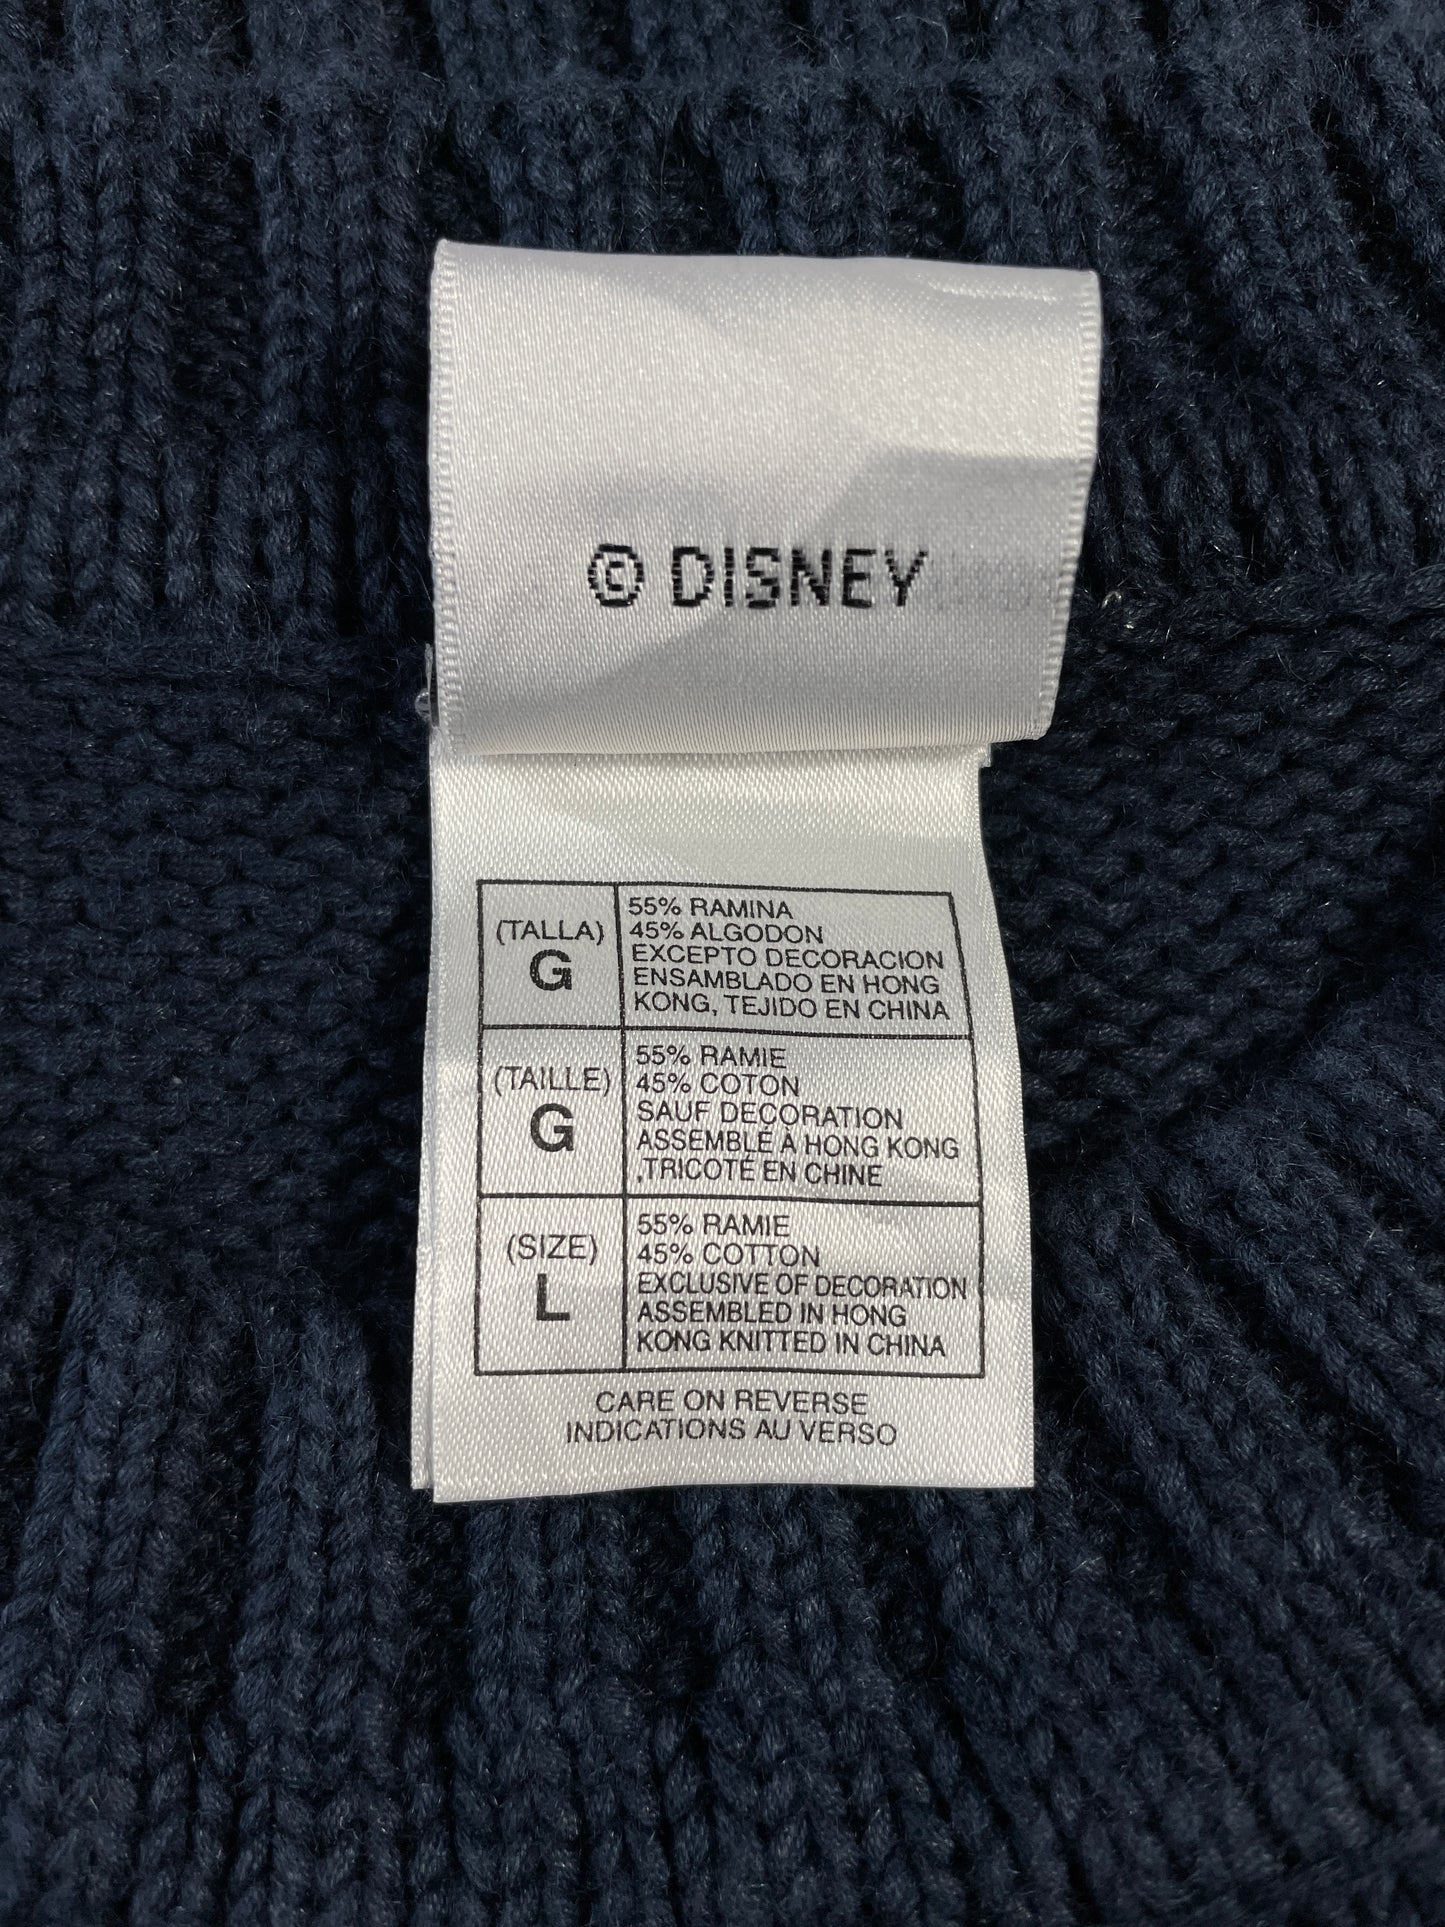 © DISNEY
(TALLA)
G
55% RAMINA
45% ALGODON
EXCEPTO DECORACION
ENSAMBLADO EN HONG
KONG, TEJIDO EN CHINA
(TAILLE)
G
55% RAMIE
45% COTON
SAUF DECORATION
ASSEMBLÉ À HONG KONG
,TRICOTÉ EN CHINE
(SIZE)
L
55% RAMIE
45% COTTON
EXCLUSIVE OF DECORATION
ASSEMBLED IN HONG
KONG KNITTED IN CHINA
CARE ON REVERSE
INDICATIONS AU VERSO